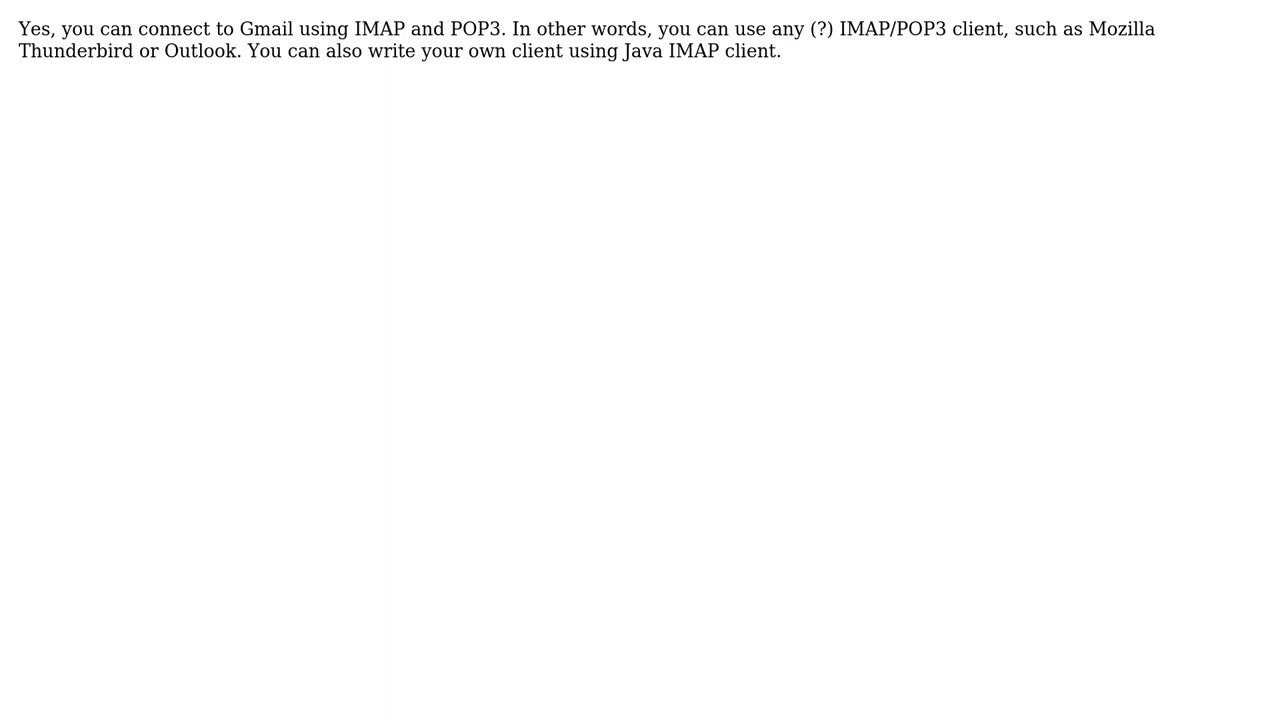 Yes, you can connect to Gmail using IMAP and POP3. In other words, you can use any (?) IMAP/POP3 client, such as Mozilla
Thunderbird or Outlook. You can also write your own client using Java IMAP client.